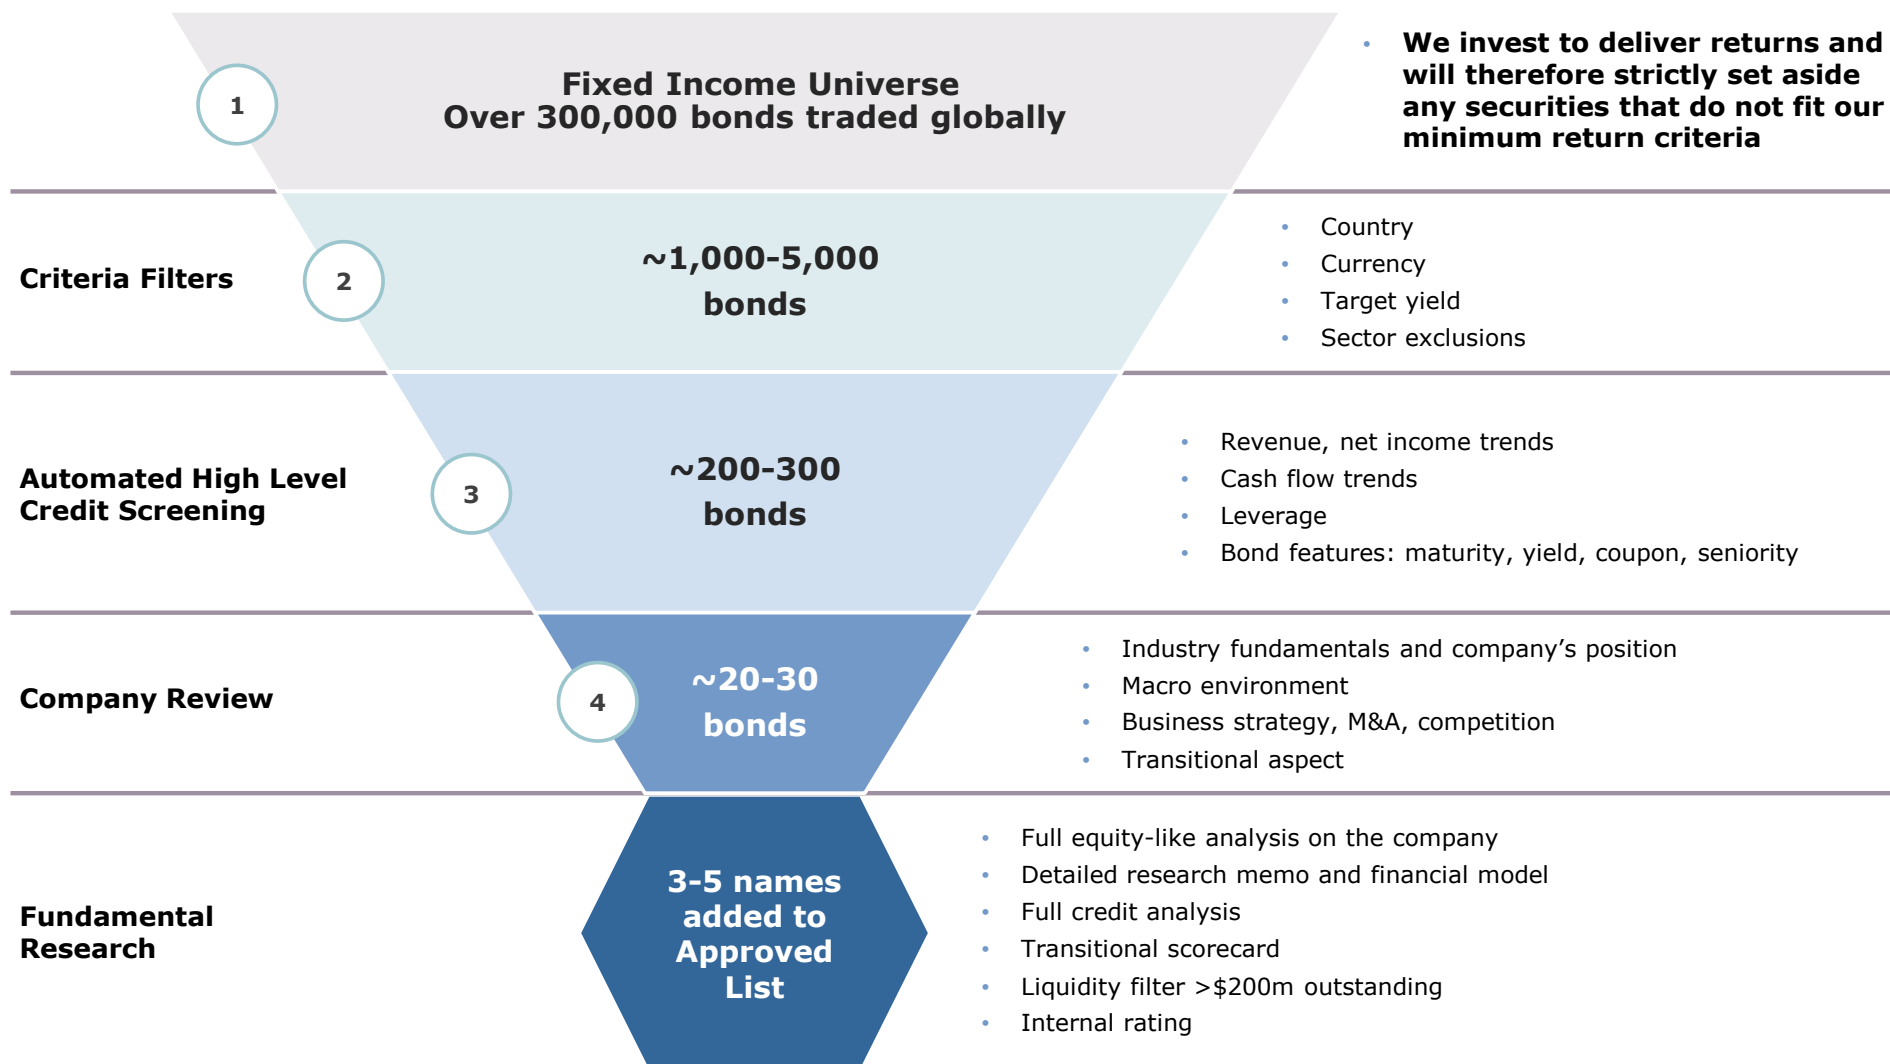 Fixed Income Universe
Over 300,000 bonds traded globally
1
• We invest to deliver returns and
will therefore strictly set aside
any securities that do not fit our
minimum return criteria
Criteria Filters
2
~1,000-5,000
bonds
• Country
• Currency
• Target yield
• Sector exclusions
Automated High Level
Credit Screening
3
~200-300
bonds
• Revenue, net income trends
• Cash flow trends
• Leverage
• Bond features: maturity, yield, coupon, seniority
Company Review
4
~20-30
bonds
• Industry fundamentals and company’s position
• Macro environment
• Business strategy, M&A, competition
• Transitional aspect
Fundamental
Research
3-5 names
added to
Approved
List
• Full equity-like analysis on the company
• Detailed research memo and financial model
• Full credit analysis
• Transitional scorecard
• Liquidity filter >$200m outstanding
• Internal rating